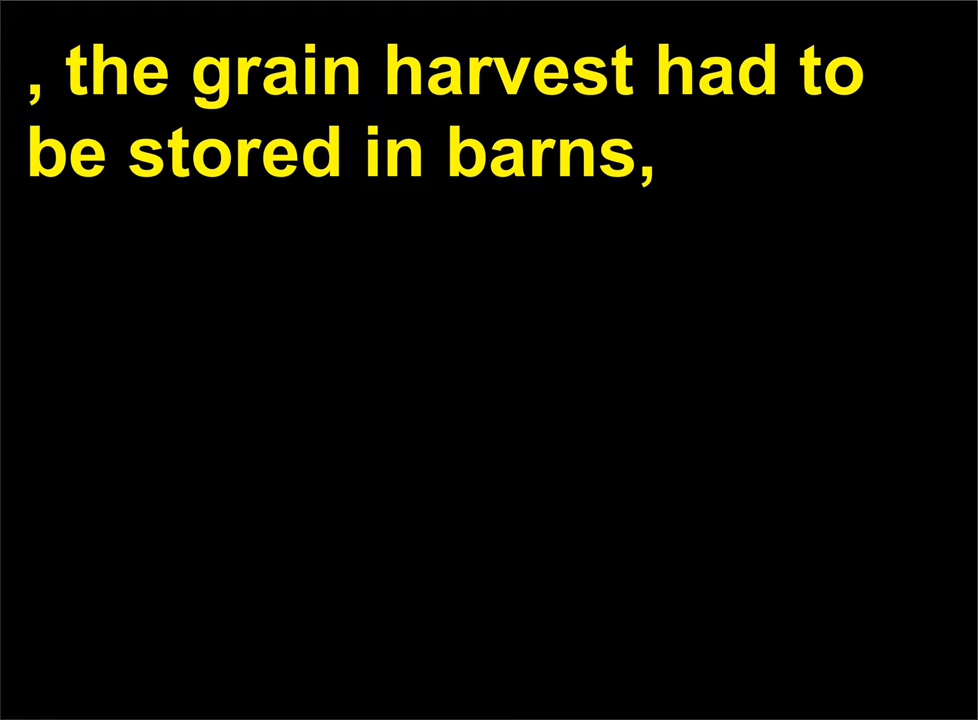 , the grain harvest had to
be stored in barns,